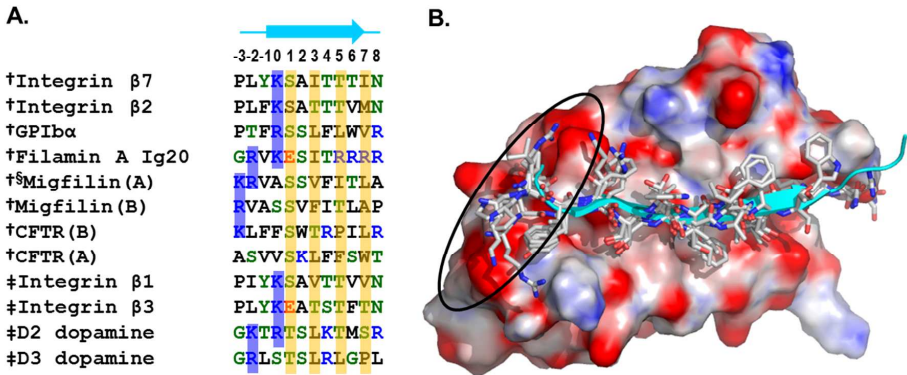 A.
B.
-3-2-1 0 1 2 3 4 5 6 7 8
†Integrin β7 PLYKSAITTTIN
†Integrin β2 PLFKSATTTVMN
†GPIbα PTFRSSLFLWVR
†Filamin A Ig20 GRVKESITRRRR
†§Migfilin(A) KRVASSVFITLA
†Migfilin(B) RVASSVFITLAP
†CFTR(B) KLFFSWTRPILR
†CFTR(A) ASVVSKLFFSWT
‡Integrin β1 PIYKSAVTTVVN
‡Integrin β3 PLYKEATSTFTN
‡D2 dopamine GKTRTSLKTMSR
‡D3 dopamine GRLSTSLRLGPL